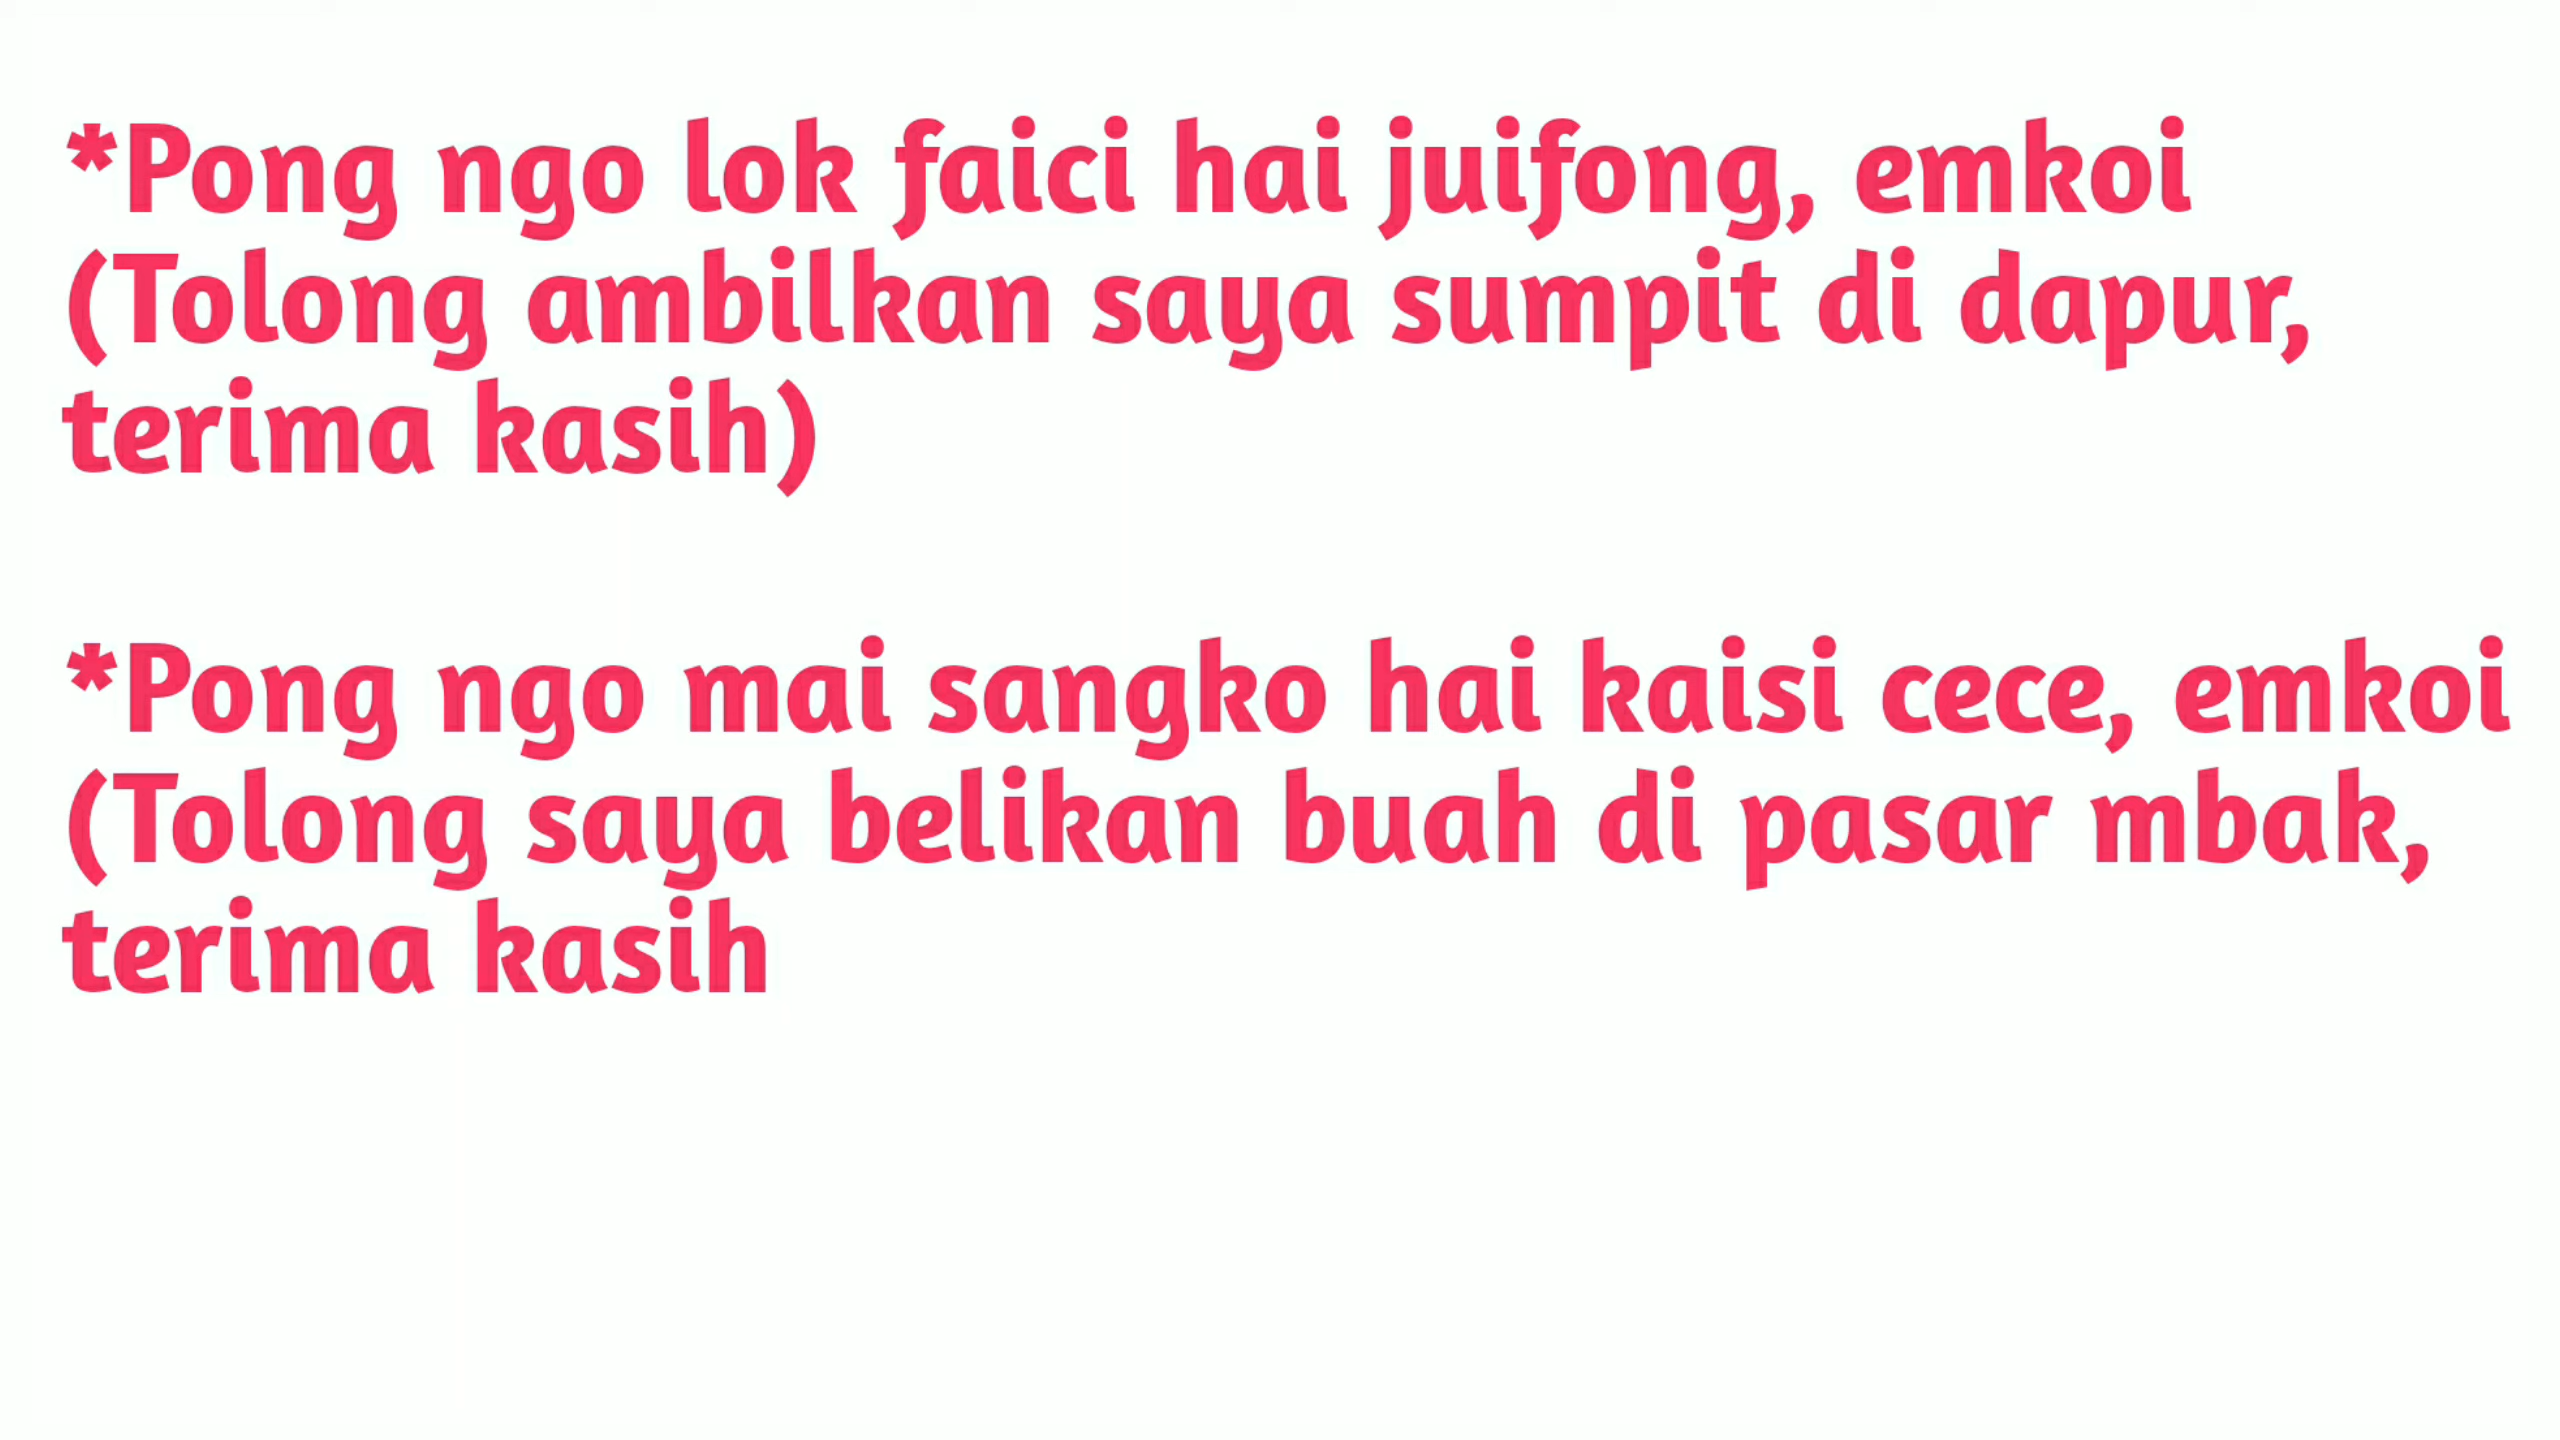 *Pong ngo lok faici hai juifong, emkoi
(Tolong ambilkan saya sumpit di dapur,
terima kasih)
*Pong ngo mai sangko hai kaisi cece, emkoi
(Tolong saya belikan buah di pasar mbak,
terima kasih